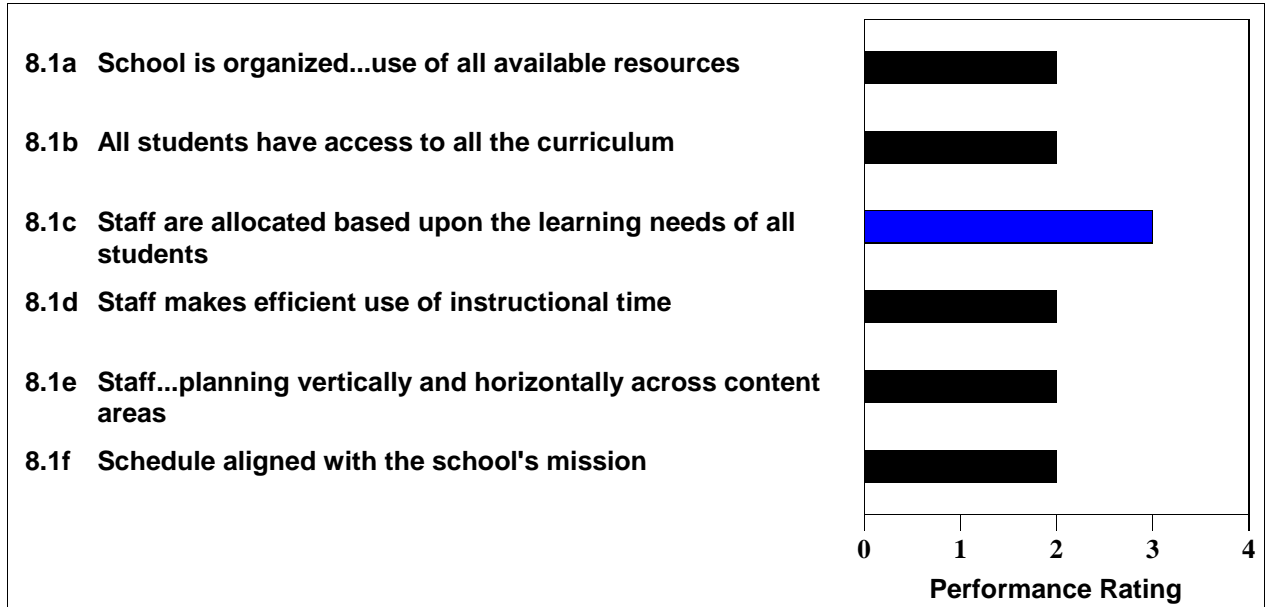 8.1a School is organized...use of all available resources
8.1b All students have access to all the curriculum
8.1c Staff are allocated based upon the learning needs of all
students
8.1d Staff makes efficient use of instructional time
8.1e Staff...planning vertically and horizontally across content
areas
8.1f Schedule aligned with the school's mission
0 1 2 3 4
Performance Rating